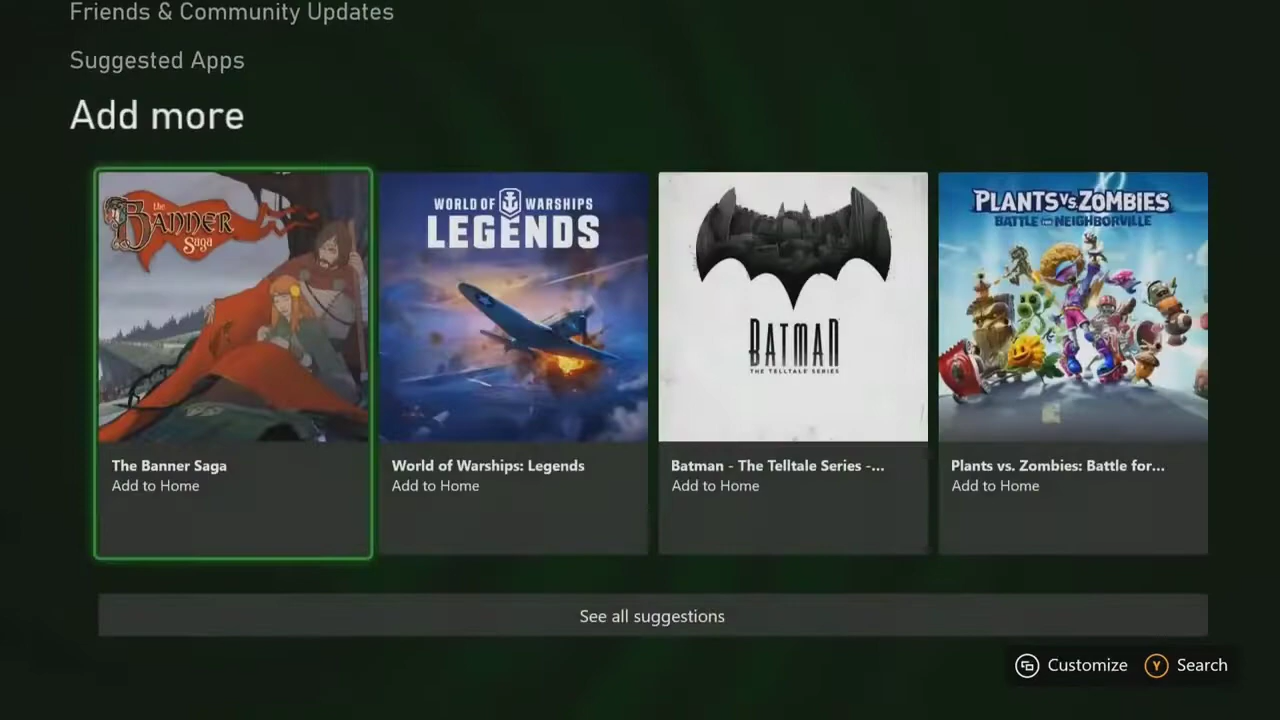 Friends & Community Updates
Suggested Apps
Add more
the
BANNER
Saga
WORLD OF WARSHIPS
LEGENDS
BATMAN
THE TELLTALE SERIES
PLANTS VS. ZOMBIES
BATTLE FOR NEIGHBORVILLE
The Banner Saga
Add to Home
World of Warships: Legends
Add to Home
Batman - The Telltale Series -...
Add to Home
Plants vs. Zombies: Battle for...
Add to Home
See all suggestions
Customize
Y Search